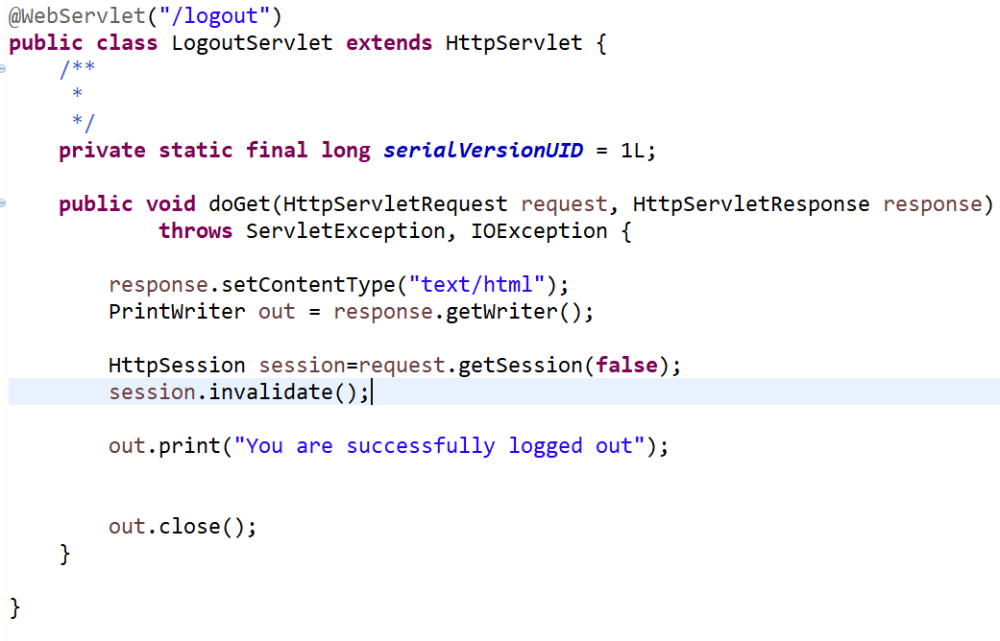 @WebServlet("/logout")
public class LogoutServlet extends HttpServlet {
    /**
     *
     */
    private static final long serialVersionUID = 1L;
    public void doGet(HttpServletRequest request, HttpServletResponse response)
            throws ServletException, IOException {
        response.setContentType("text/html");
        PrintWriter out = response.getWriter();
        HttpSession session=request.getSession(false);
        session.invalidate();
        out.print("You are successfully logged out");
        out.close();
    }
}